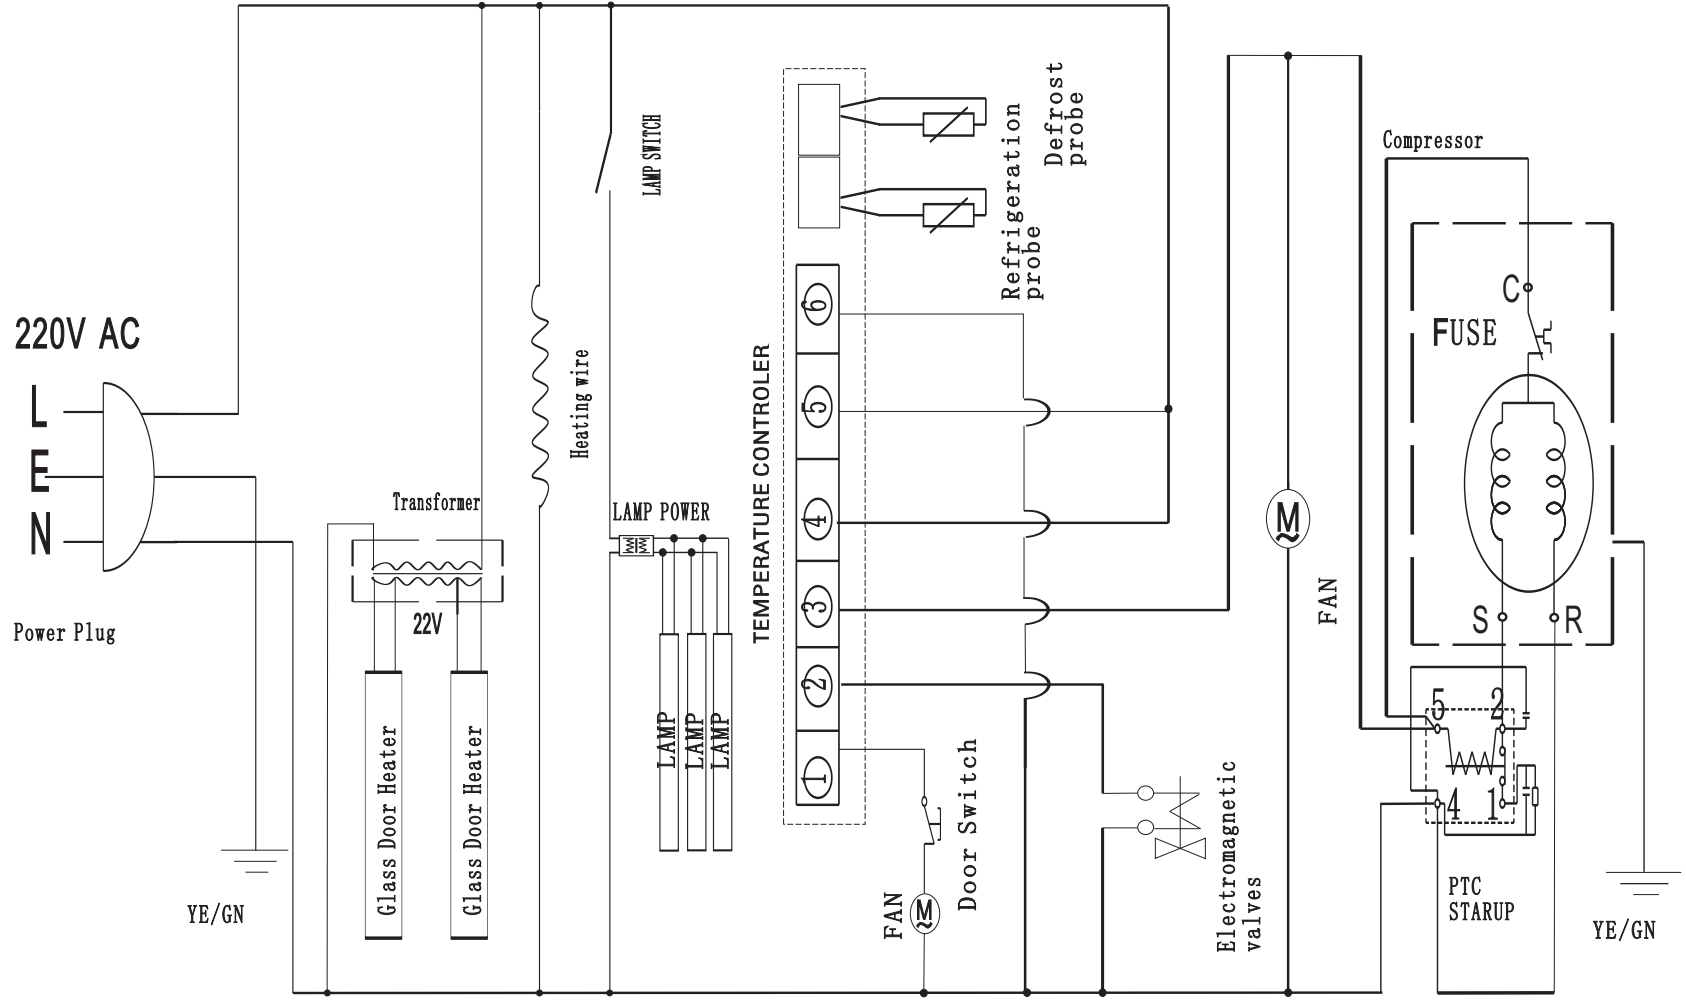 220V AC
L
E
N
Power Plug
YE/GN
Transformer
22V
Glass Door Heater
Glass Door Heater
Heating wire
LAMP SWITCH
LAMP POWER
LAMP
LAMP
LAMP
TEMPERATURE CONTROLER
6
5
4
3
2
1
Defrost
probe
Refrigeration
probe
Door Switch
FAN
M
Electromagnetic
valves
M
FAN
Compressor
C
FUSE
S
R
5
2
4
1
PTC
STARUP
YE/GN